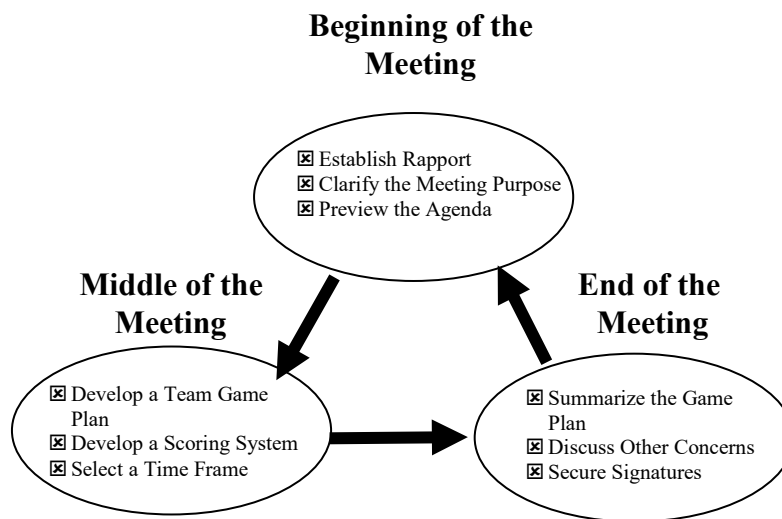 Beginning of the
Meeting
☒ Establish Rapport
☒ Clarify the Meeting Purpose
☒ Preview the Agenda
Middle of the
Meeting
☒ Develop a Team Game
Plan
☒ Develop a Scoring System
☒ Select a Time Frame
End of the
Meeting
☒ Summarize the Game
Plan
☒ Discuss Other Concerns
☒ Secure Signatures